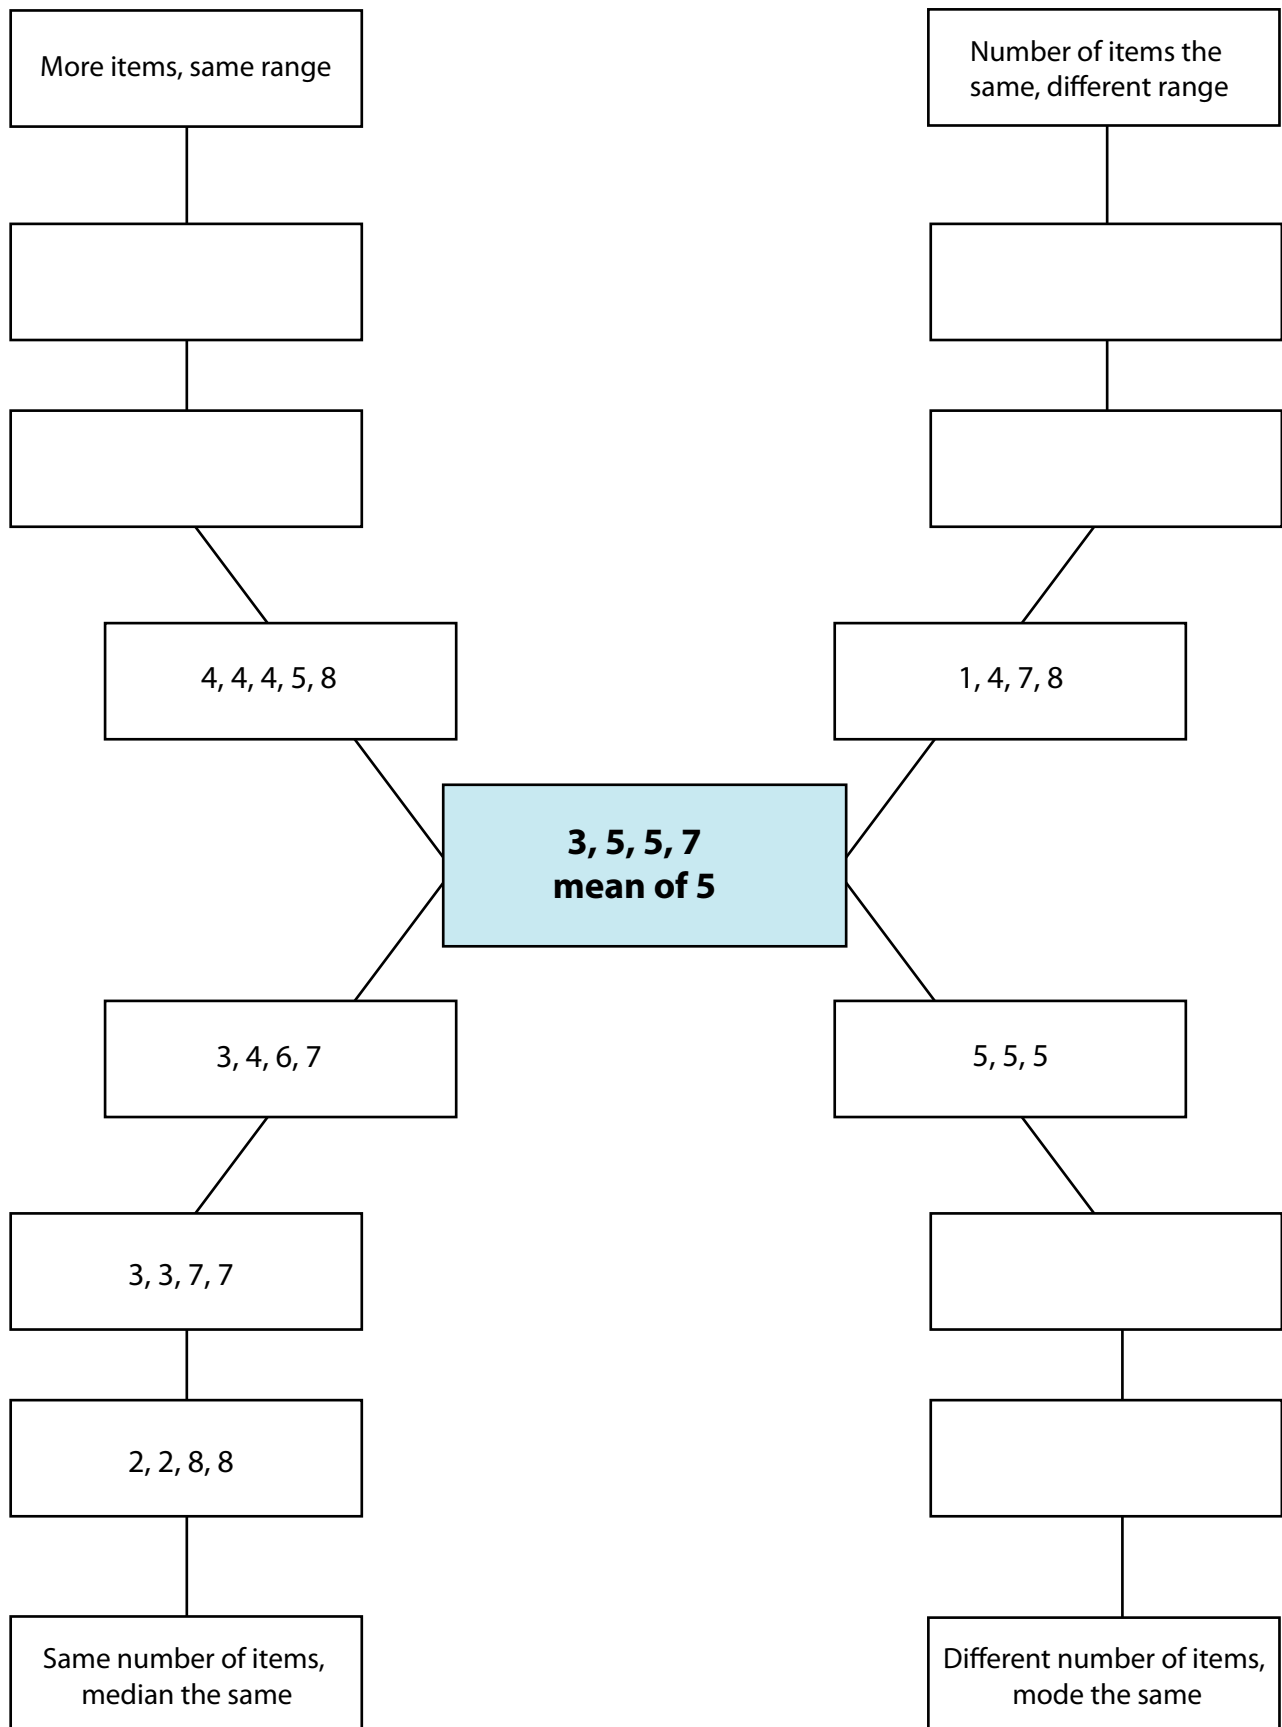 More items, same range
Number of items the
same, different range
4, 4, 4, 5, 8
1, 4, 7, 8
3, 5, 5, 7
mean of 5
3, 4, 6, 7
5, 5, 5
3, 3, 7, 7
2, 2, 8, 8
Same number of items,
median the same
Different number of items,
mode the same